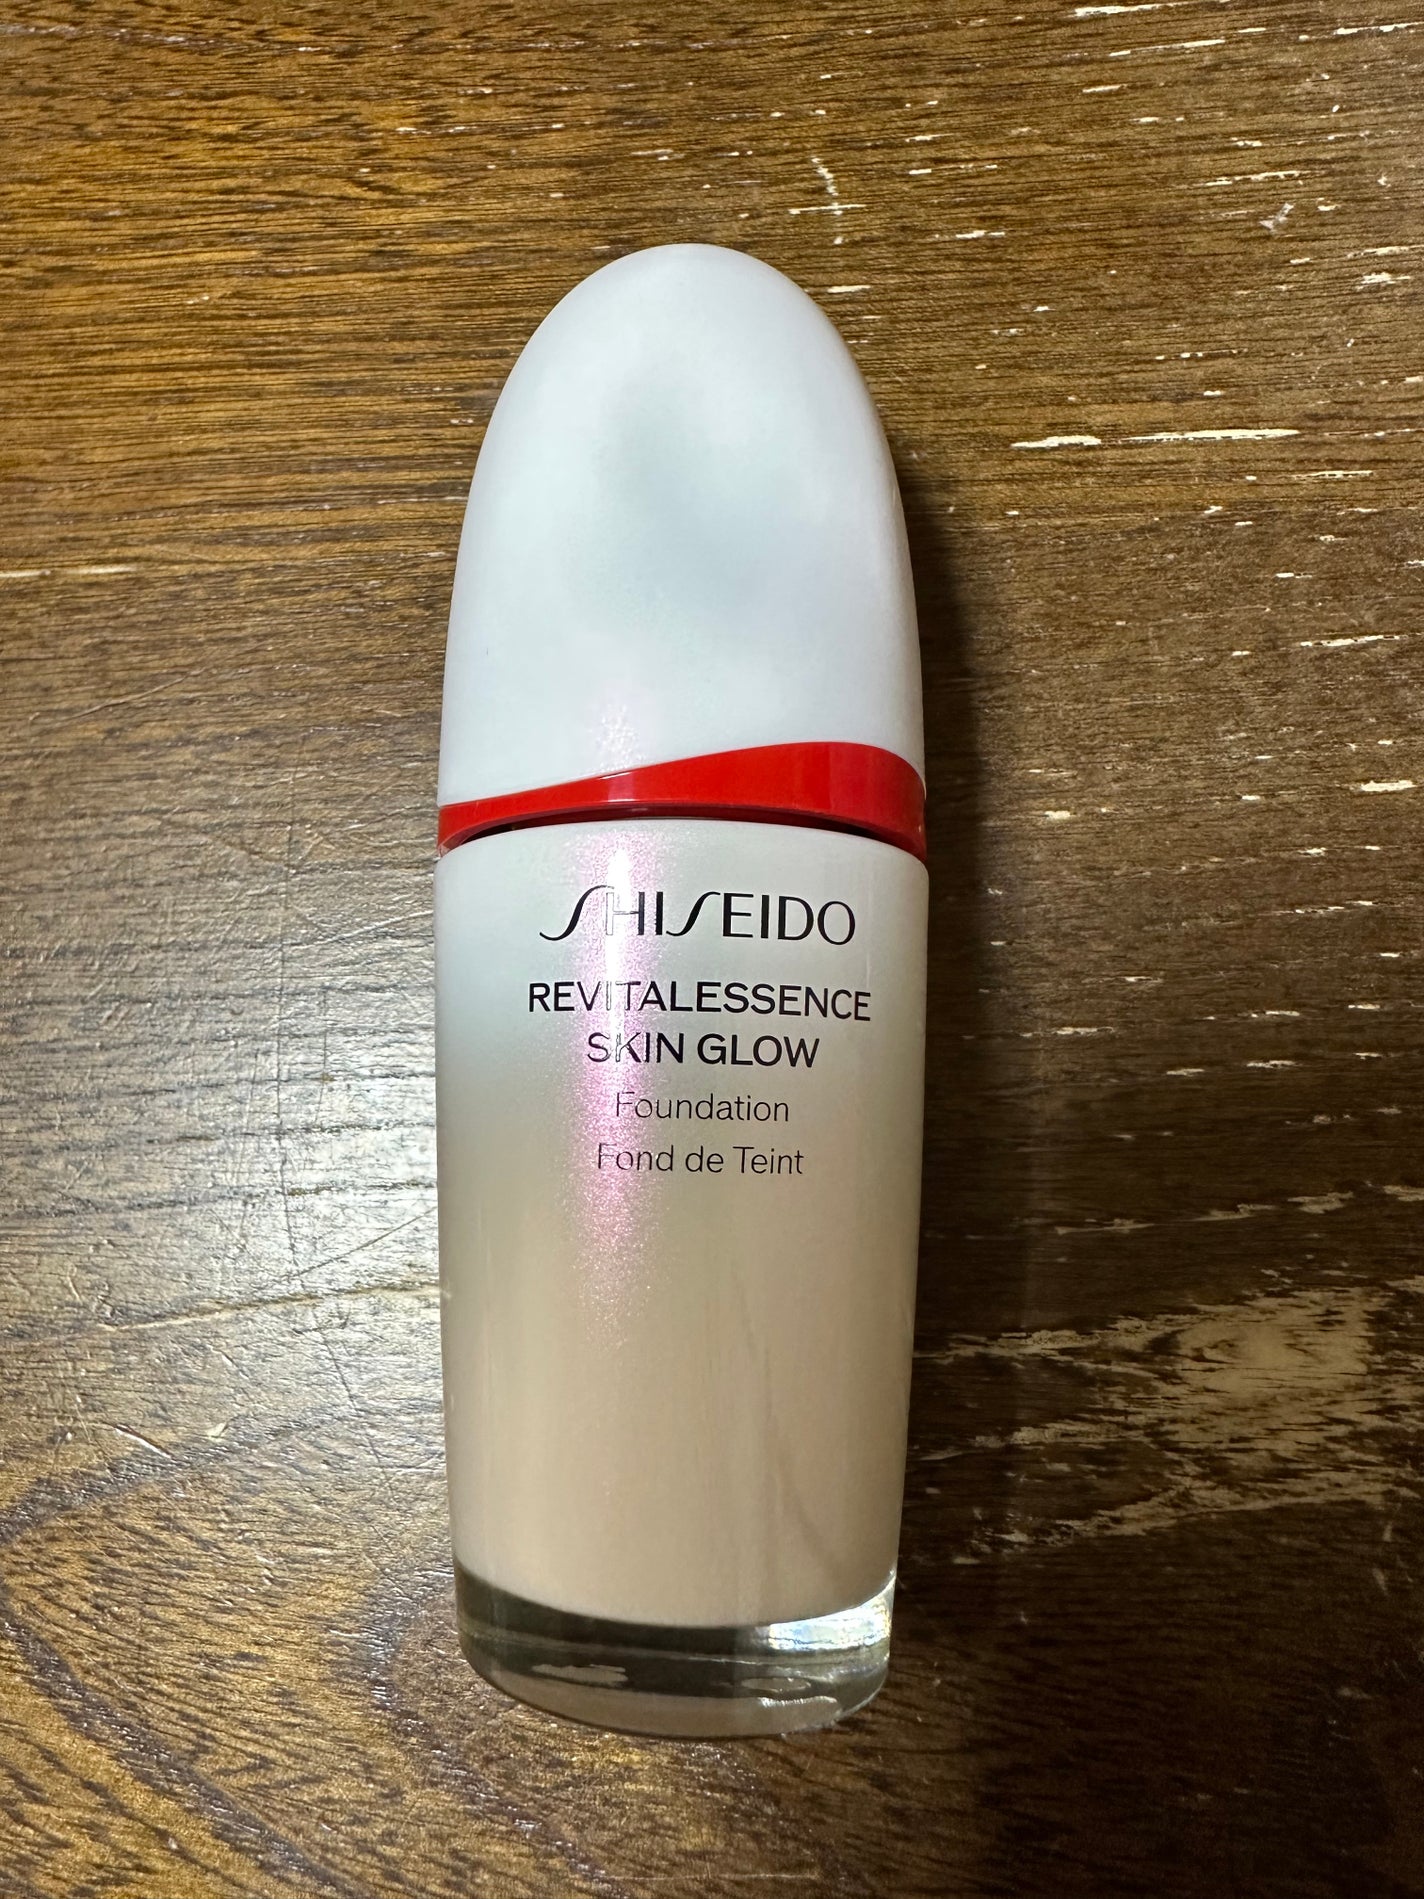 SHISEIDO
REVITALESSENCE
SKIN GLOW
Foundation
Fond de Teint